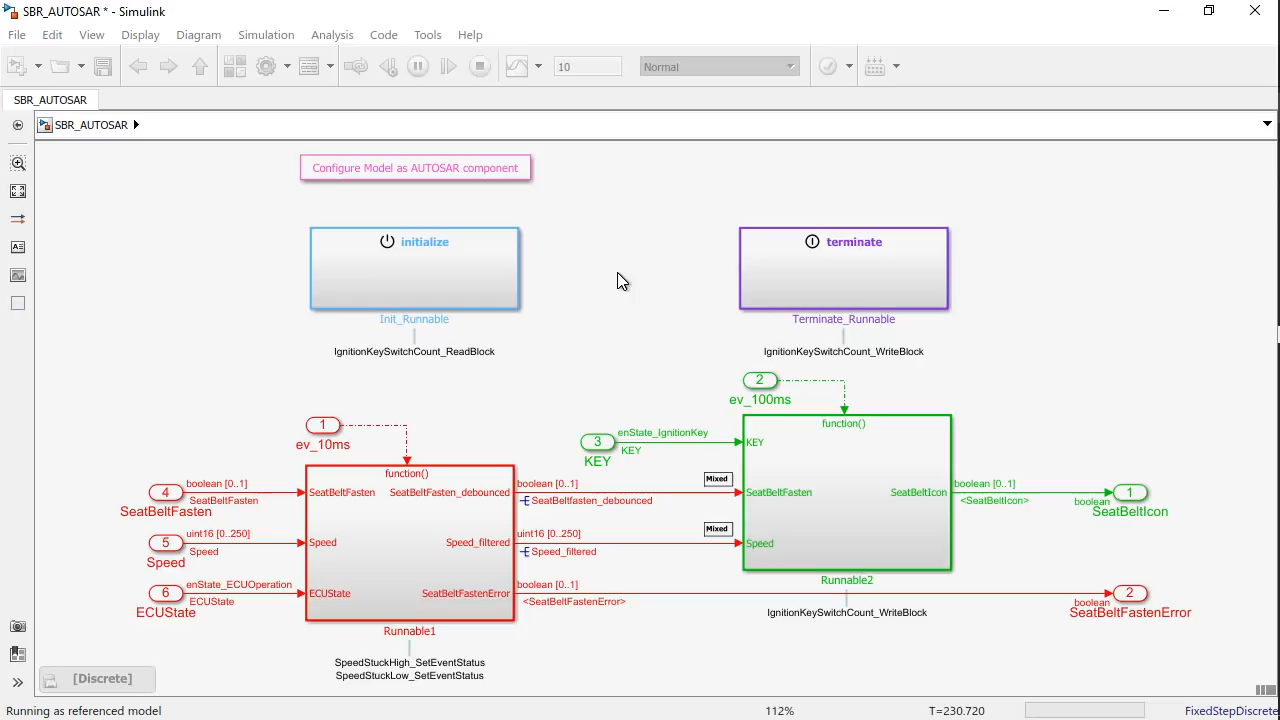 SBR_AUTOSAR * - Simulink
File Edit View Display Diagram Simulation Analysis Code Tools Help
10 Normal
SBR_AUTOSAR
SBR_AUTOSAR
Configure Model as AUTOSAR component
initialize
terminate
Init_Runnable
Terminate_Runnable
IgnitionKeySwitchCount_ReadBlock
IgnitionKeySwitchCount_WriteBlock
2
ev_100ms
function()
1
ev_10ms
3
KEY
enState_IgnitionKey
KEY
KEY
function()
4
SeatBeltFasten
boolean [0..1]
SeatBeltFasten
SeatBeltFasten
SeatBeltFasten_debounced
boolean [0..1]
SeatBeltfasten_debounced
Mixed
SeatBeltFasten
SeatBeltIcon
boolean [0..1]
<SeatBeltIcon>
boolean
1
SeatBeltIcon
5
Speed
uint16 [0..250]
Speed
Speed
Speed_filtered
uint16 [0..250]
Speed_filtered
Mixed
Speed
Runnable2
IgnitionKeySwitchCount_WriteBlock
6
ECUState
enState_ECUOperation
ECUState
ECUState
SeatBeltFastenError
boolean [0..1]
<SeatBeltFastenError>
boolean
2
SeatBeltFastenError
Runnable1
SpeedStuckHigh_SetEventStatus
SpeedStuckLow_SetEventStatus
[Discrete]
Running as referenced model 112% T=230.720 FixedStepDiscrete